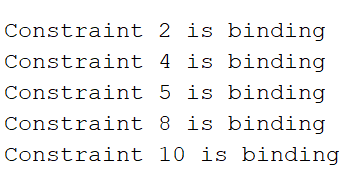 Constraint 2 is binding
Constraint 4 is binding
Constraint 5 is binding
Constraint 8 is binding
Constraint 10 is binding